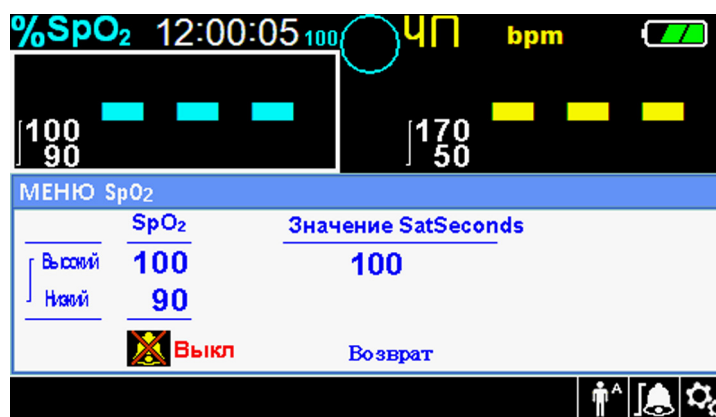 %SpO₂ 12:00:05 100 ЧП bpm
--- ---
100 170
90 50
МЕНЮ SpO₂
SpO₂ Значение SatSeconds
Высокий 100 100
Низкий 90
Выкл Возврат
A